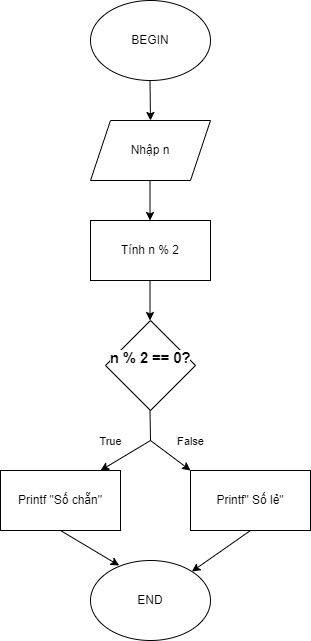 BEGIN
Nhập n
Tính n % 2
n % 2 == 0?
True
False
Printf "Số chẵn"
Printf" Số lẻ"
END